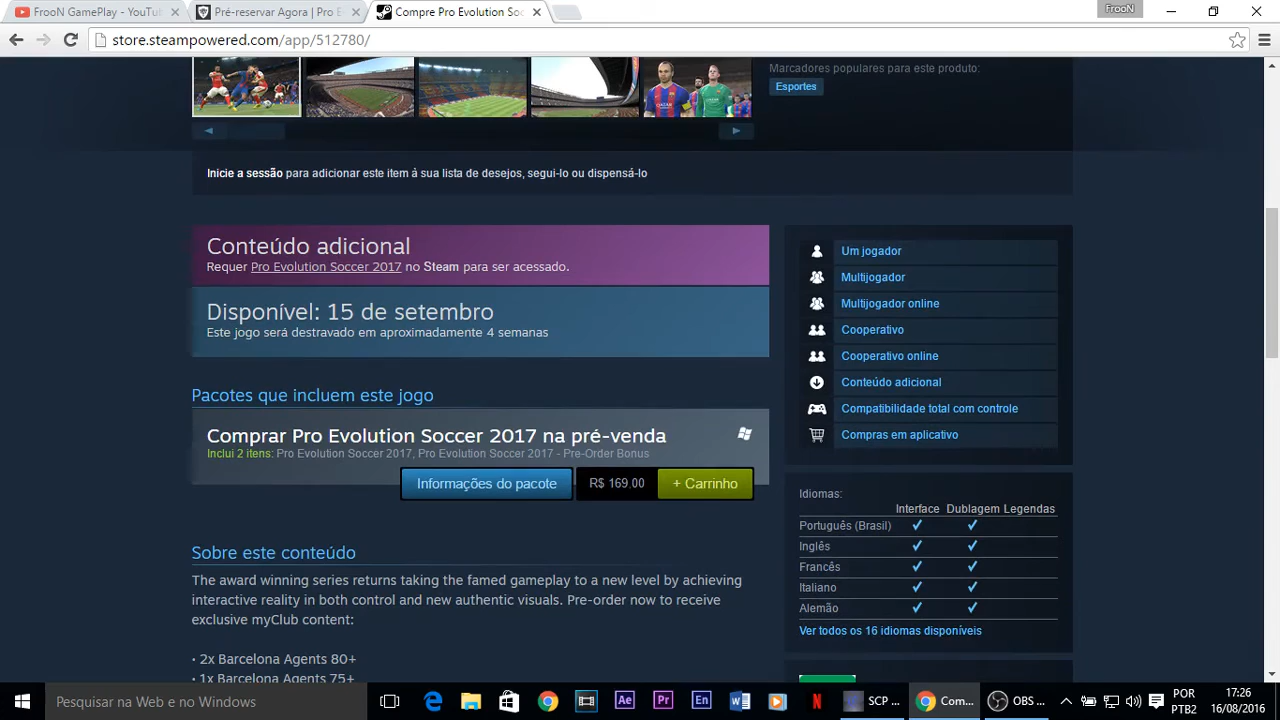 FrooN GamePlay - YouTu
Pré-reservar Agora | Pro E
Compre Pro Evolution Soc
FrooN
store.steampowered.com/app/512780/
Marcadores populares para este produto:
Esportes
Inicie a sessão para adicionar este item à sua lista de desejos, segui-lo ou dispensá-lo
Conteúdo adicional
Requer Pro Evolution Soccer 2017 no Steam para ser acessado.
Disponível: 15 de setembro
Este jogo será destravado em aproximadamente 4 semanas
Pacotes que incluem este jogo
Comprar Pro Evolution Soccer 2017 na pré-venda
Inclui 2 itens: Pro Evolution Soccer 2017, Pro Evolution Soccer 2017 - Pre-Order Bonus
Informações do pacote
R$ 169.00
+ Carrinho
Sobre este conteúdo
The award winning series returns taking the famed gameplay to a new level by achieving
interactive reality in both control and new authentic visuals. Pre-order now to receive
exclusive myClub content:
• 2x Barcelona Agents 80+
• 1x Barcelona Agents 75+
Um jogador
Multijogador
Multijogador online
Cooperativo
Cooperativo online
Conteúdo adicional
Compatibilidade total com controle
Compras em aplicativo
Idiomas:
Interface Dublagem Legendas
Português (Brasil)
Inglês
Francês
Italiano
Alemão
Ver todos os 16 idiomas disponíveis
Pesquisar na Web e no Windows
Ae
Pr
En
SCP ...
Com...
OBS ...
POR
PTB2
17:26
16/08/2016